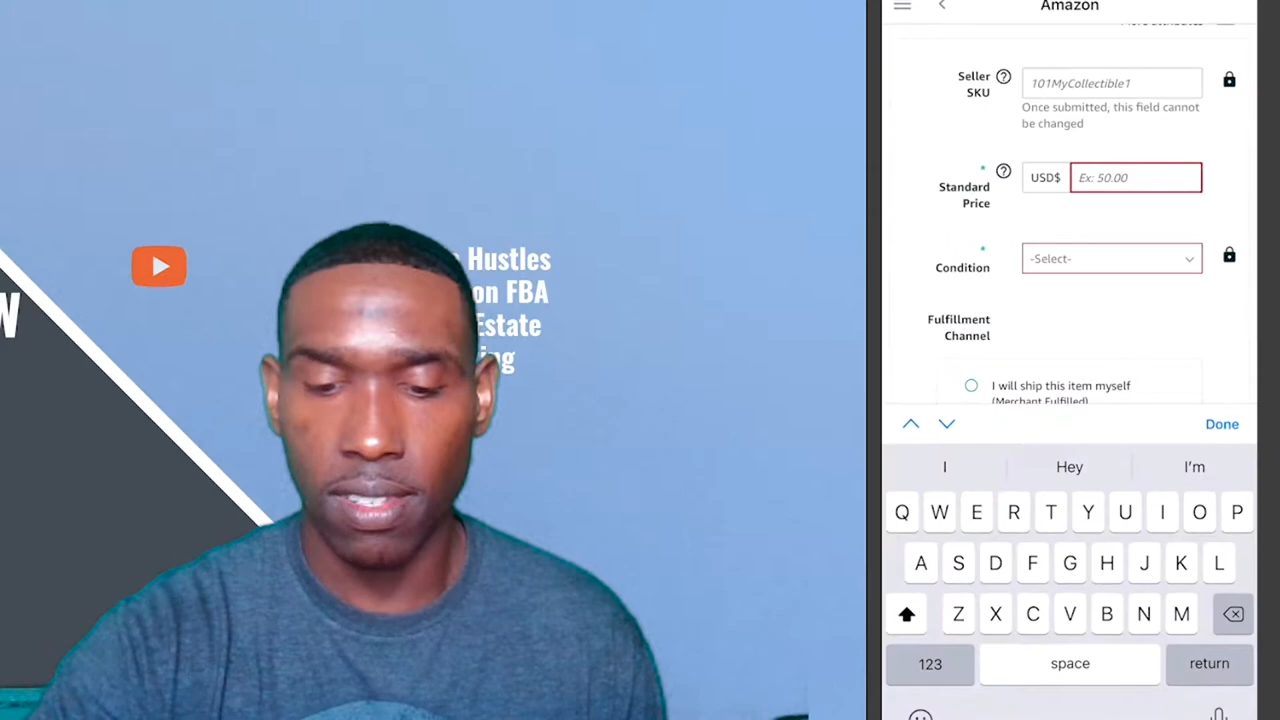 Amazon
Seller
SKU
101MyCollectible1
Once submitted, this field cannot
be changed
*
Standard
Price
USD$
Ex: 50.00
*
Condition
-Select-
Fulfillment
Channel
I will ship this item myself
(Merchant Fulfilled)
Done
I
Hey
I'm
Q W E R T Y U I O P
A S D F G H J K L
Z X C V B N M
123
space
return
W
Hustles
on FBA
Estate